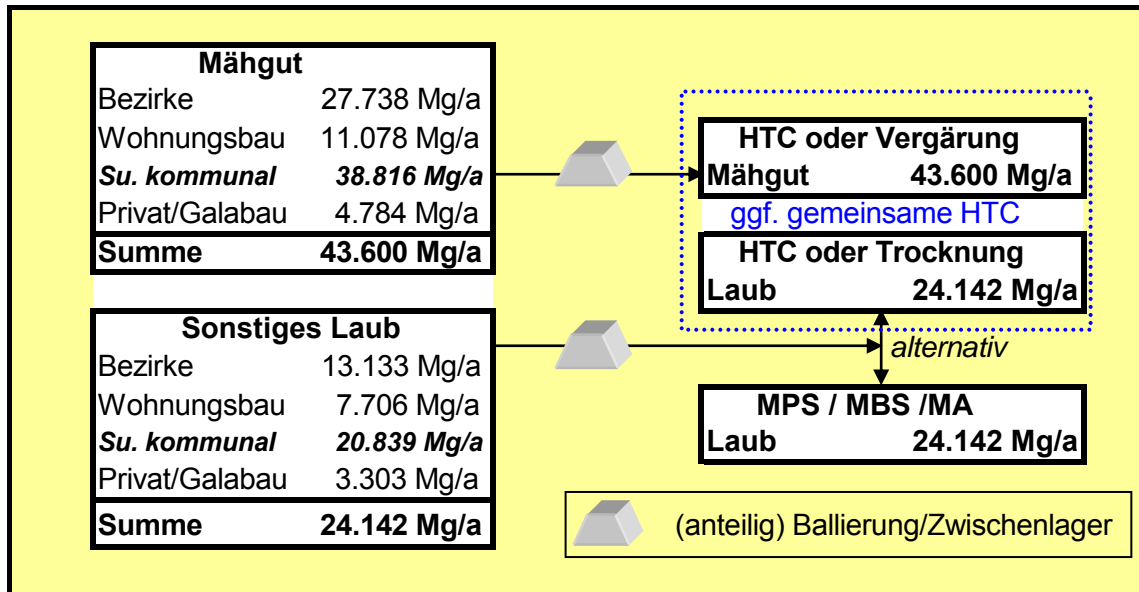 Mähgut
Bezirke 27.738 Mg/a
Wohnungsbau 11.078 Mg/a
Su. kommunal 38.816 Mg/a
Privat/Galabau 4.784 Mg/a
Summe 43.600 Mg/a
Sonstiges Laub
Bezirke 13.133 Mg/a
Wohnungsbau 7.706 Mg/a
Su. kommunal 20.839 Mg/a
Privat/Galabau 3.303 Mg/a
Summe 24.142 Mg/a
HTC oder Vergärung
Mähgut 43.600 Mg/a
ggf. gemeinsame HTC
HTC oder Trocknung
Laub 24.142 Mg/a
alternativ
MPS / MBS /MA
Laub 24.142 Mg/a
(anteilig) Ballierung/Zwischenlager